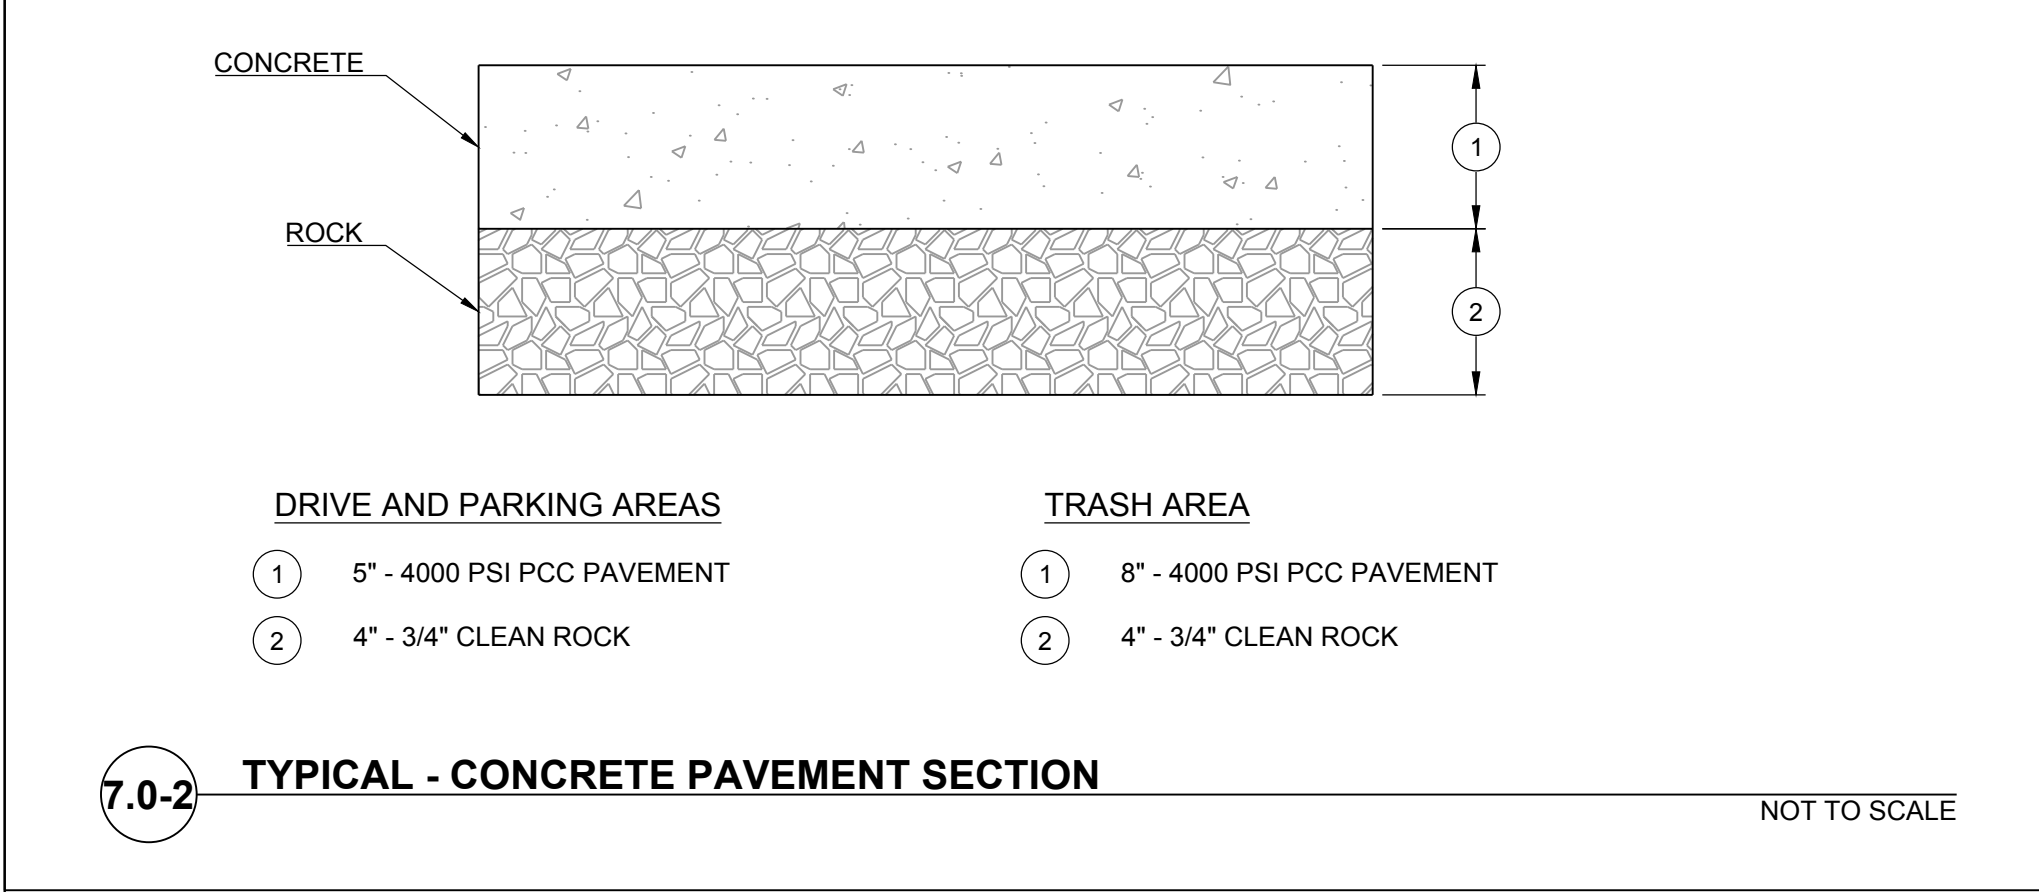 CONCRETE
1
ROCK
2
DRIVE AND PARKING AREAS
1 5" - 4000 PSI PCC PAVEMENT
2 4" - 3/4" CLEAN ROCK
TRASH AREA
1 8" - 4000 PSI PCC PAVEMENT
2 4" - 3/4" CLEAN ROCK
7.0-2 TYPICAL - CONCRETE PAVEMENT SECTION
NOT TO SCALE